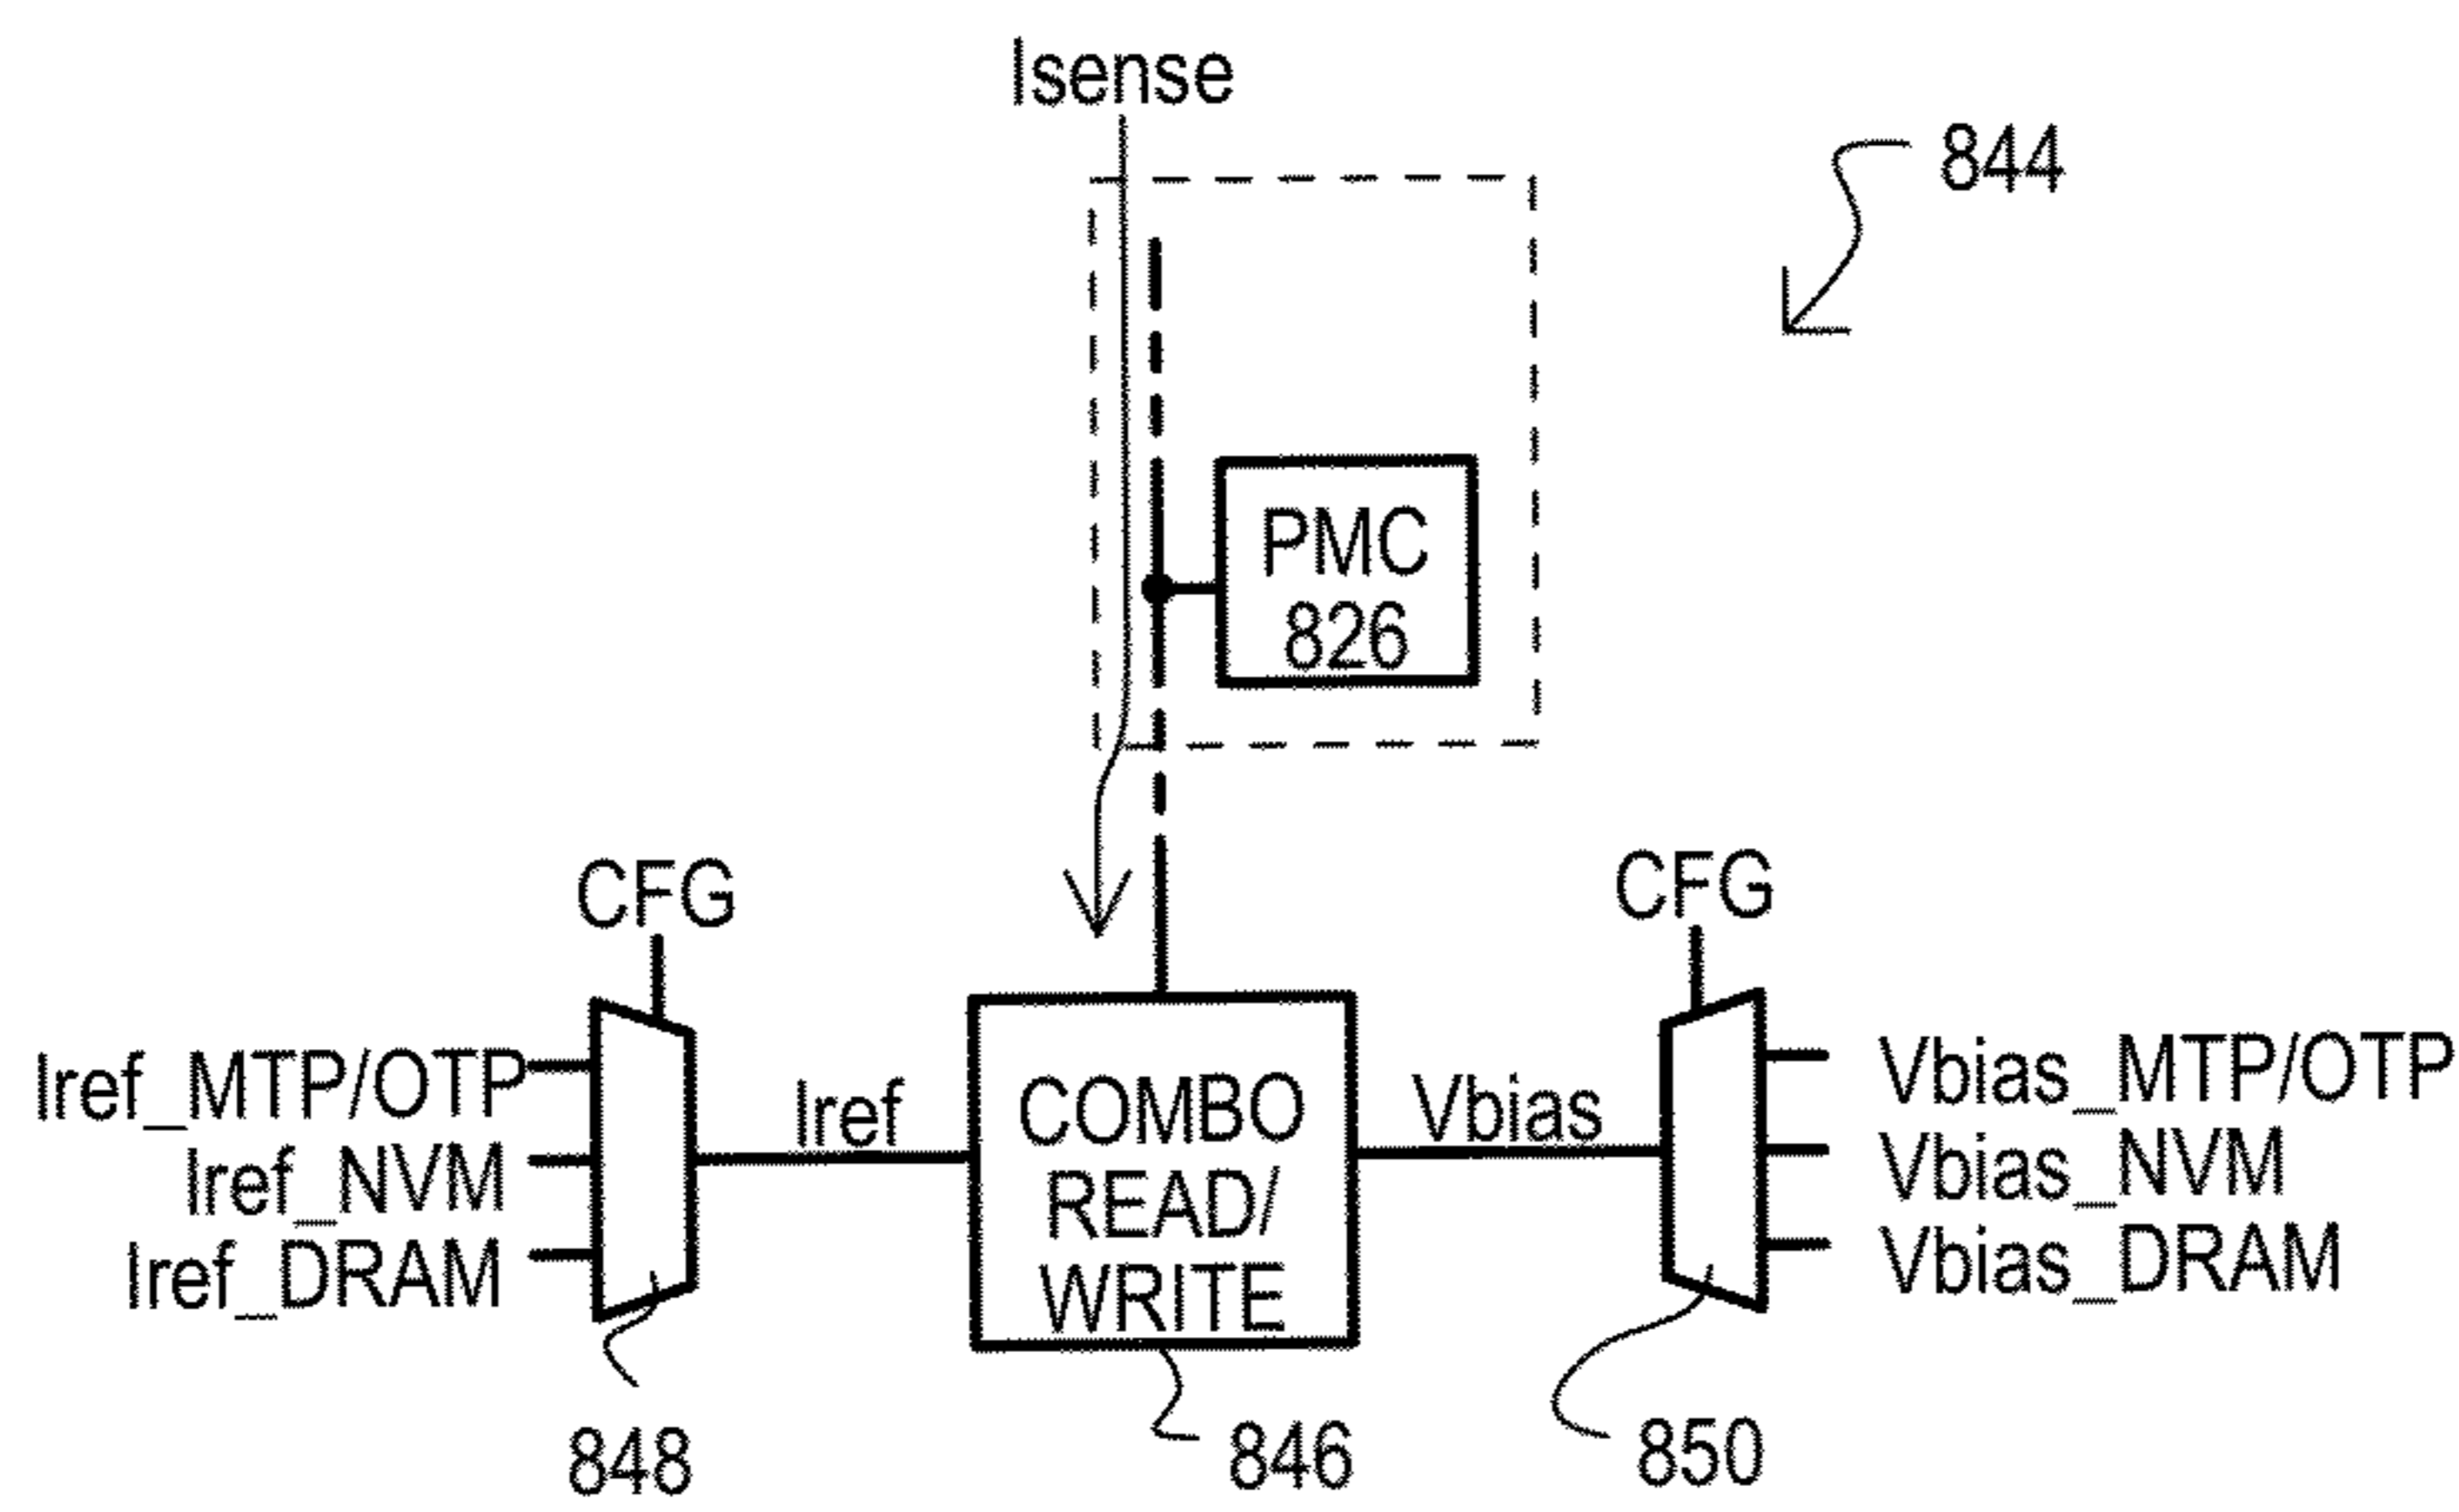 Isense
844
PMC
826
CFG
CFG
Iref_MTP/OTP
Iref_NVM
Iref_DRAM
Iref
COMBO
READ/
WRITE
Vbias
Vbias_MTP/OTP
Vbias_NVM
Vbias_DRAM
848
846
850